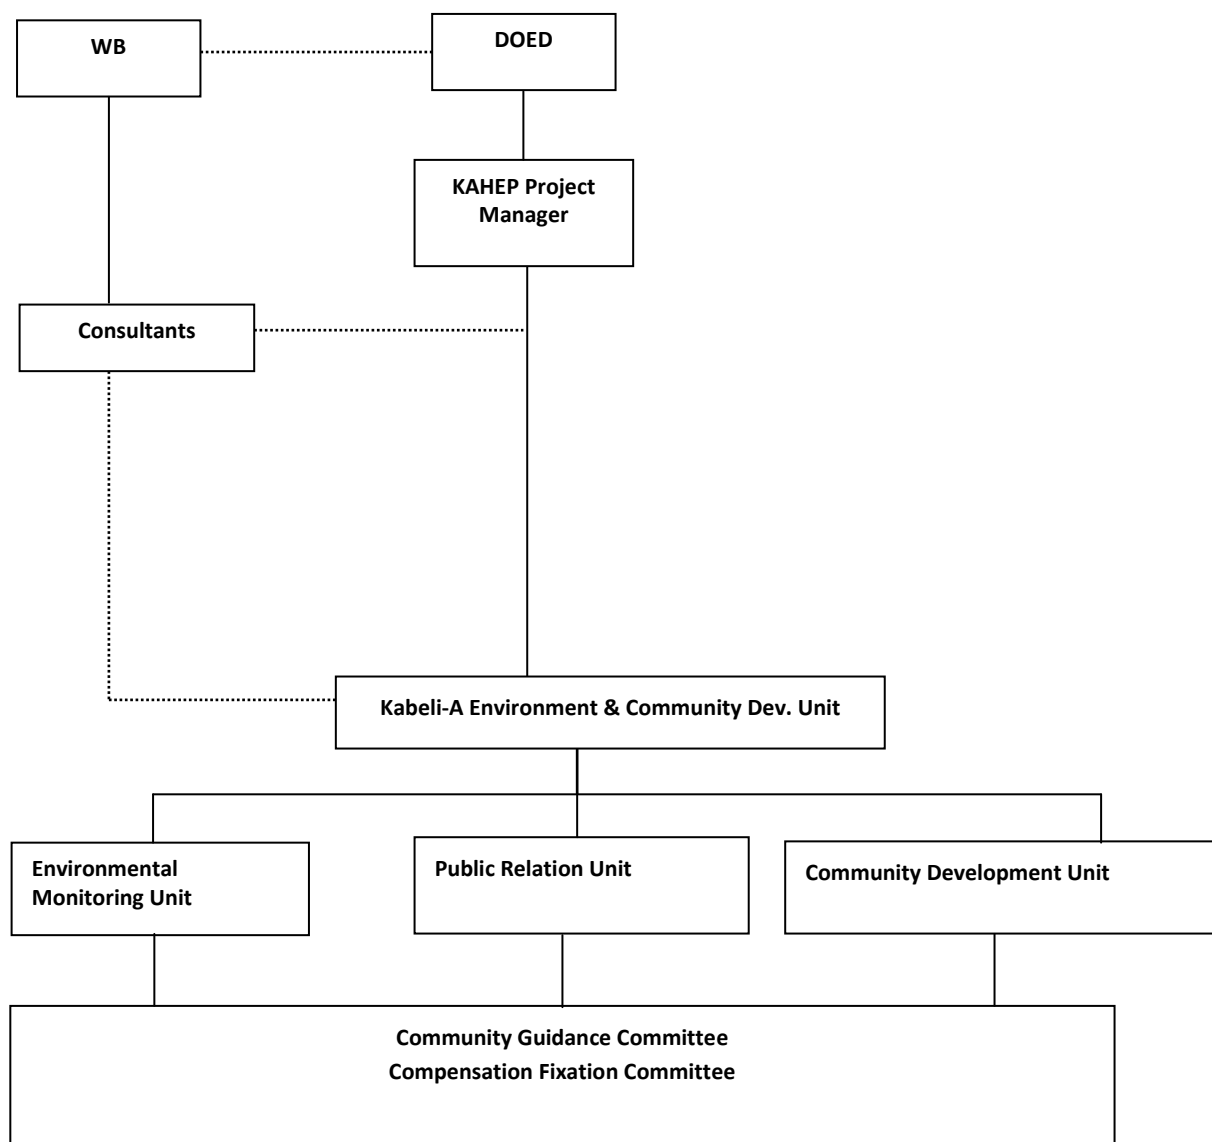 WB
DOED
KAHEP Project
Manager
Consultants
Kabeli-A Environment & Community Dev. Unit
Environmental
Monitoring Unit
Public Relation Unit
Community Development Unit
Community Guidance Committee
Compensation Fixation Committee